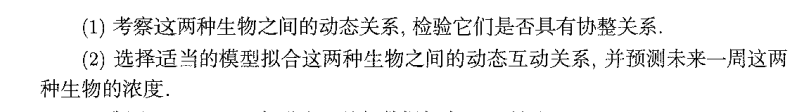 (1) 考察这两种生物之间的动态关系, 检验它们是否具有协整关系.
(2) 选择适当的模型拟合这两种生物之间的动态互动关系, 并预测未来一周这两
种生物的浓度.